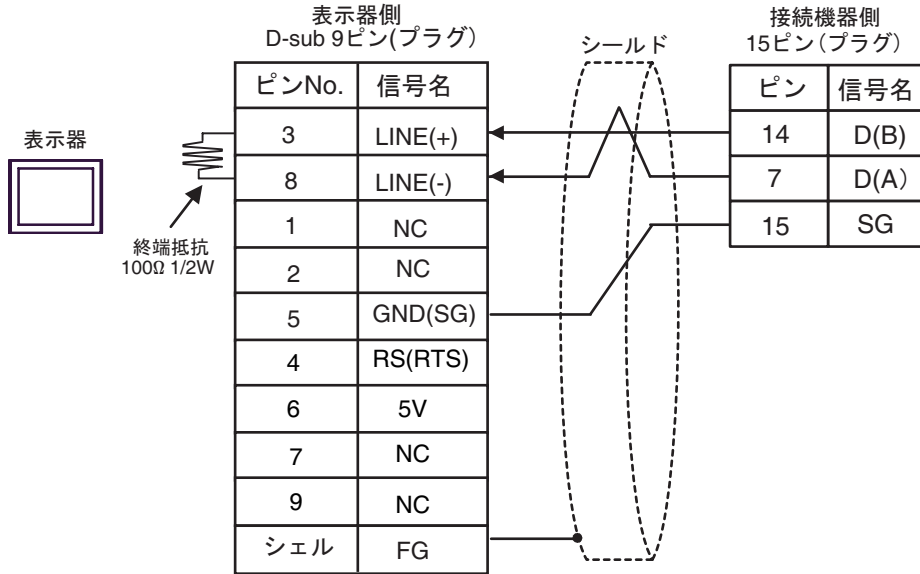 表示器側
D-sub 9ピン(プラグ)
シールド
接続機器側
15ピン(プラグ)
表示器
終端抵抗
100Ω 1/2W
ピンNo. 信号名
3 LINE(+)
8 LINE(-)
1 NC
2 NC
5 GND(SG)
4 RS(RTS)
6 5V
7 NC
9 NC
シェル FG
ピン 信号名
14 D(B)
7 D(A)
15 SG